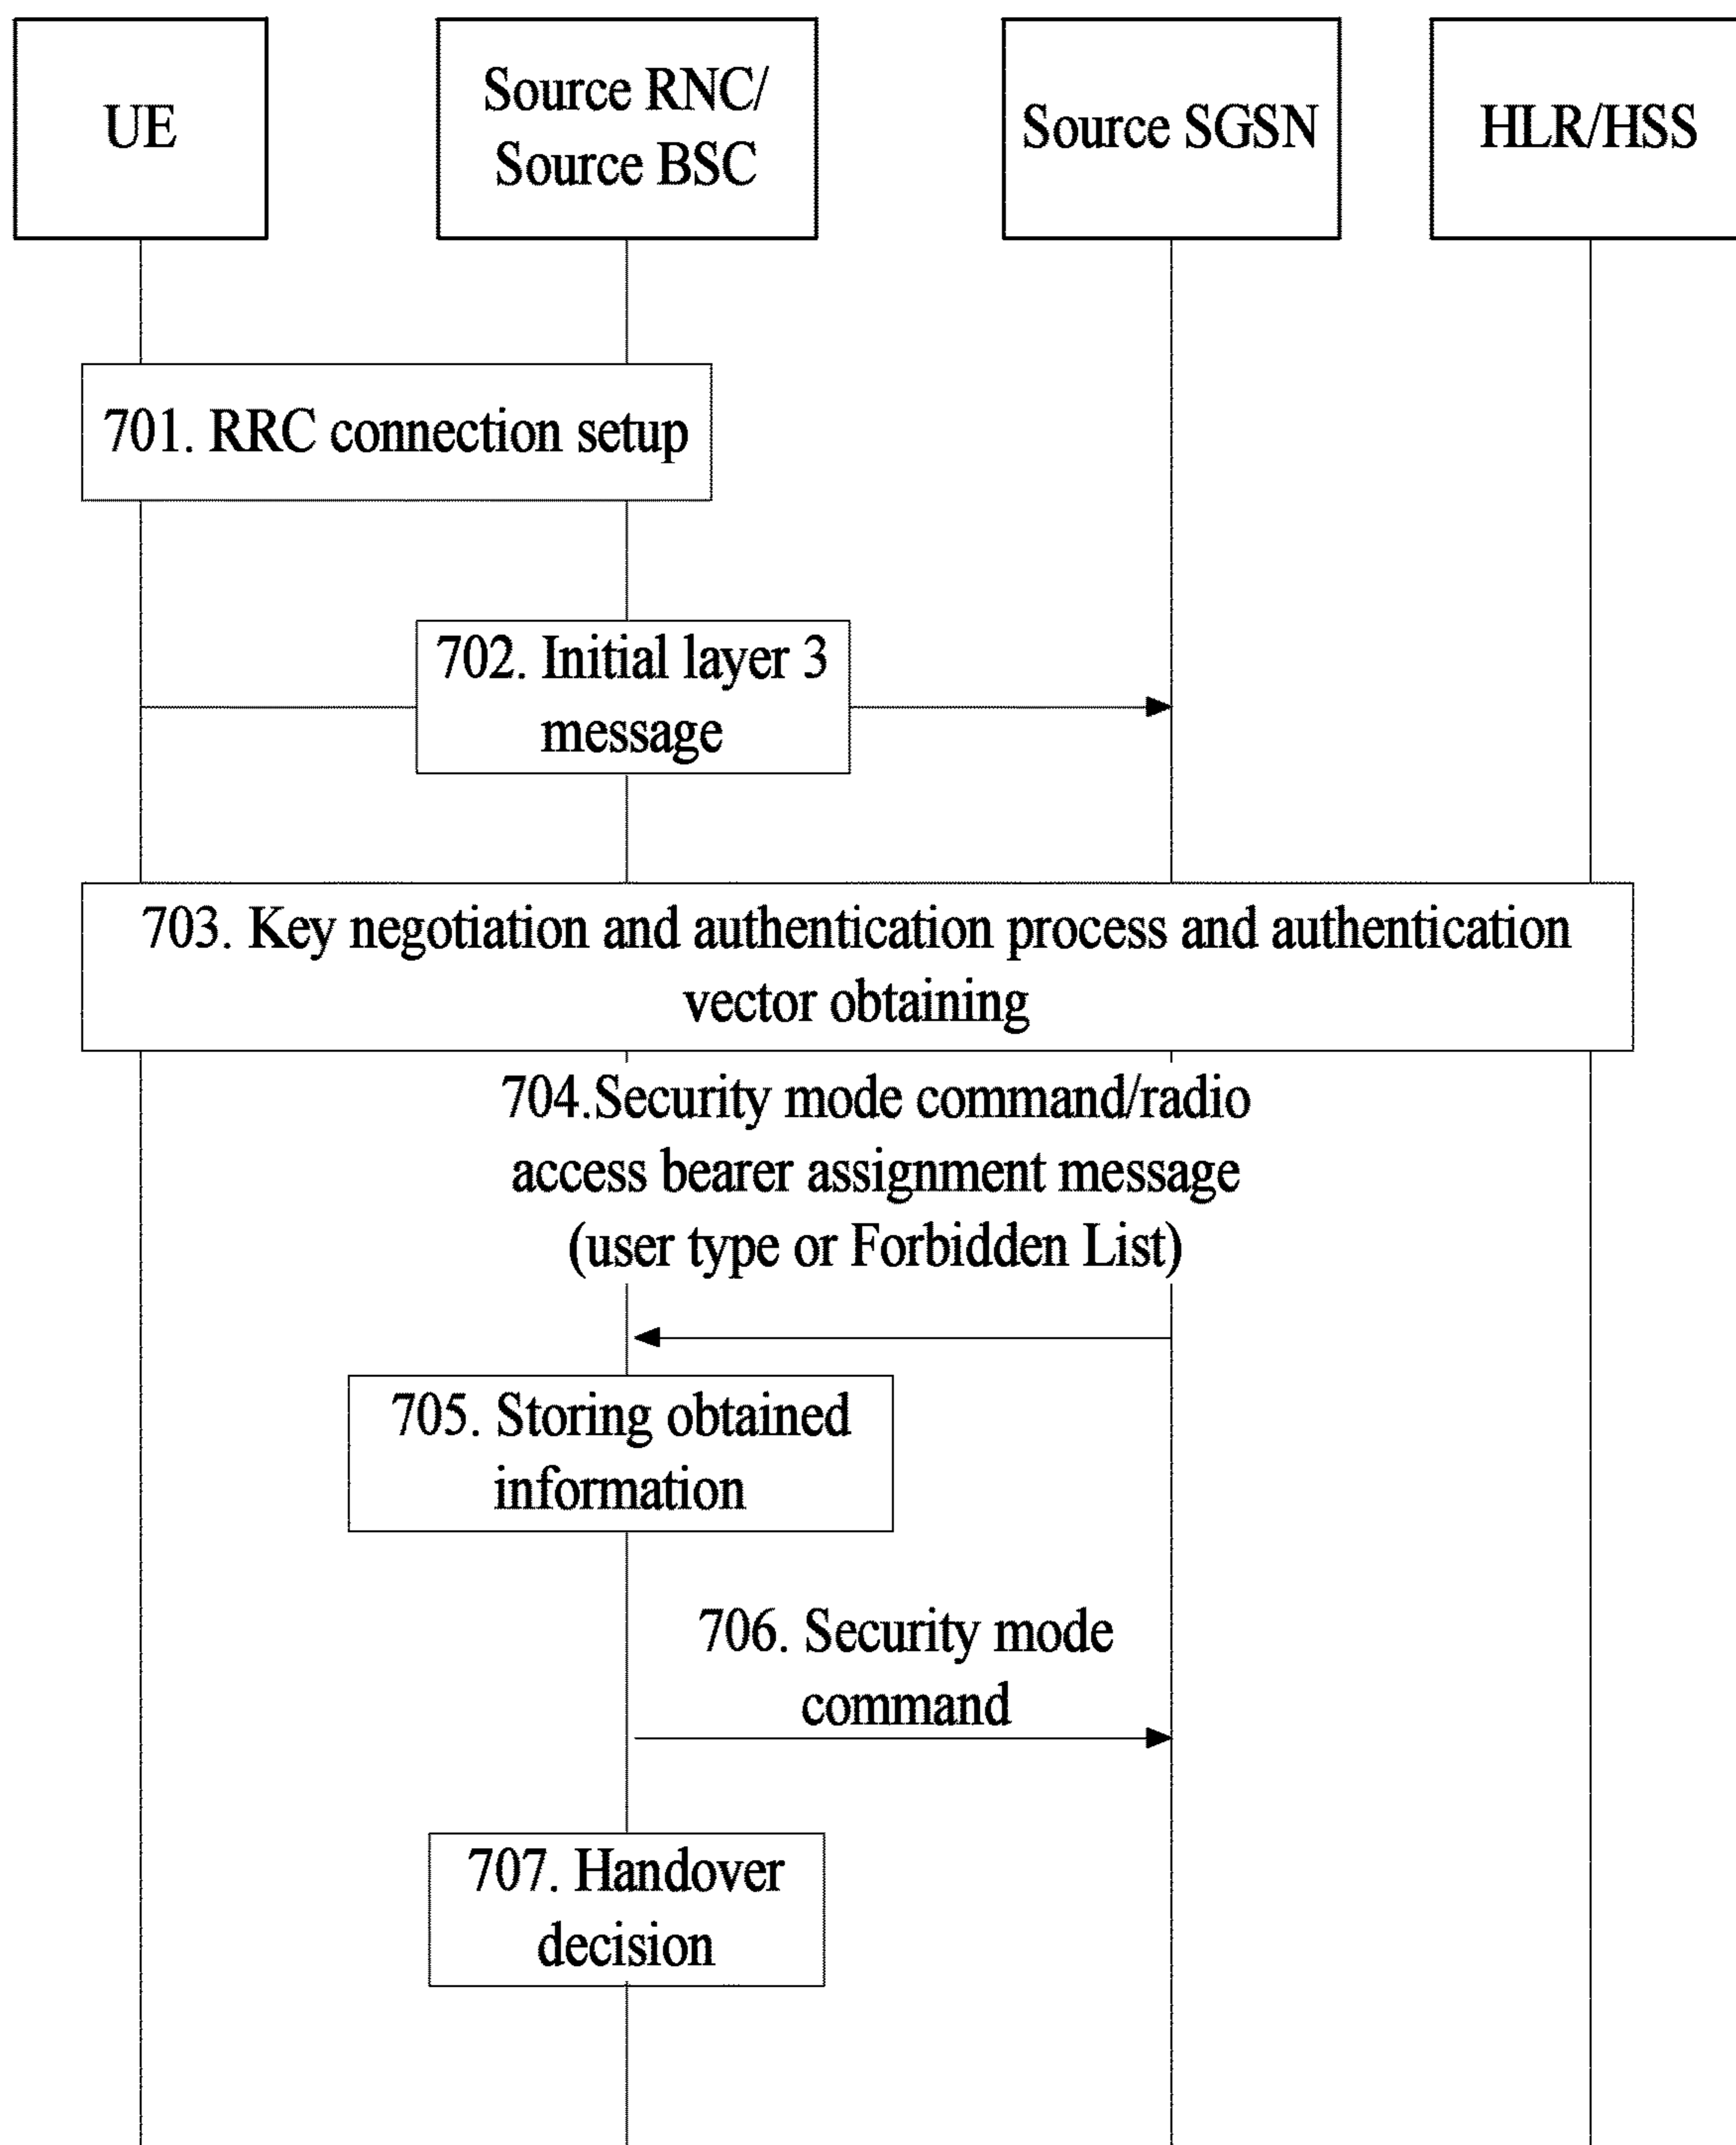 UE
Source RNC/
Source BSC
Source SGSN
HLR/HSS
701. RRC connection setup
702. Initial layer 3
message
703. Key negotiation and authentication process and authentication
vector obtaining
704.Security mode command/radio
access bearer assignment message
(user type or Forbidden List)
705. Storing obtained
information
706. Security mode
command
707. Handover
decision